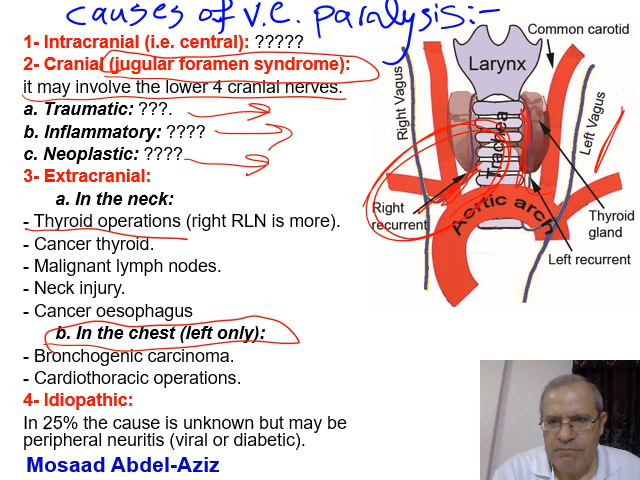 causes of v.c. paralysis:-
1- Intracranial (i.e. central): ?????
2- Cranial (jugular foramen syndrome):
it may involve the lower 4 cranial nerves.
a. Traumatic: ???.
b. Inflammatory: ????
c. Neoplastic: ????
3- Extracranial:
a. In the neck:
- Thyroid operations (right RLN is more).
- Cancer thyroid.
- Malignant lymph nodes.
- Neck injury.
- Cancer oesophagus
b. In the chest (left only):
- Bronchogenic carcinoma.
- Cardiothoracic operations.
4- Idiopathic:
In 25% the cause is unknown but may be
peripheral neuritis (viral or diabetic).
Mosaad Abdel-Aziz
Common carotid
Larynx
Right Vagus
Left Vagus
Trachea
Right
recurrent
Aortic arch
Thyroid
gland
Left recurrent